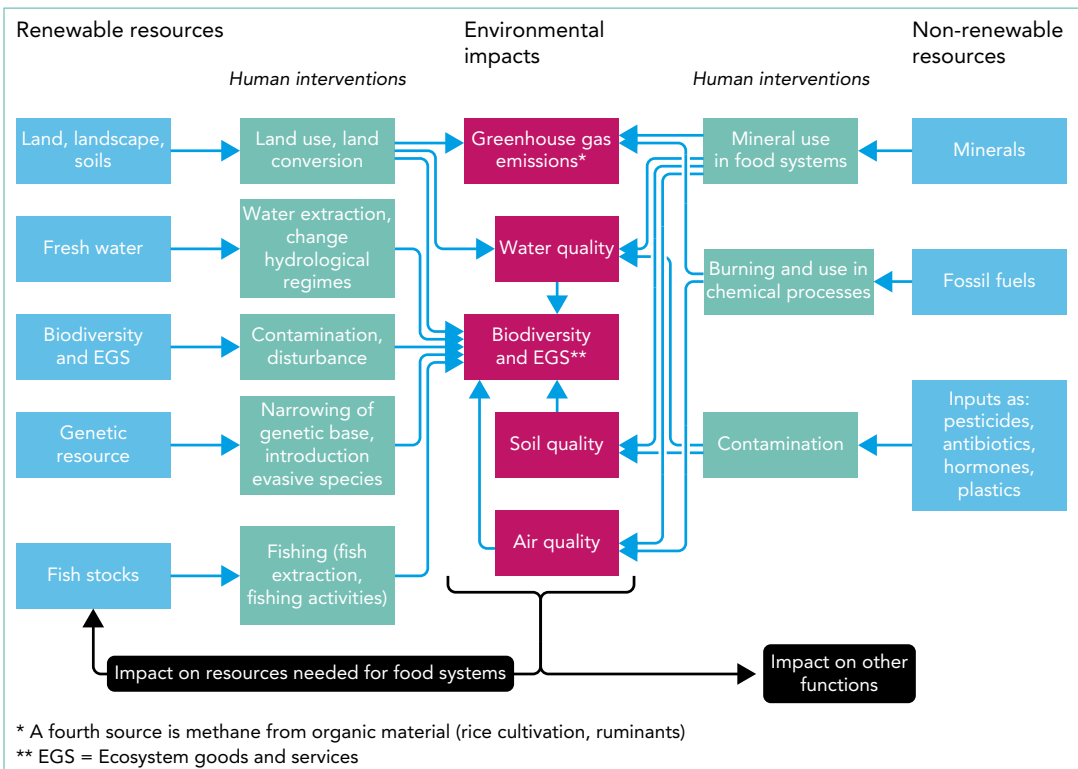 Renewable resources
Environmental
impacts
Non-renewable
resources
Human interventions
Human interventions
Land, landscape,
soils
Land use, land
conversion
Greenhouse gas
emissions*
Mineral use
in food systems
Minerals
Fresh water
Water extraction,
change
hydrological
regimes
Water quality
Burning and use in
chemical processes
Fossil fuels
Biodiversity
and EGS
Contamination,
disturbance
Biodiversity
and EGS**
Genetic
resource
Narrowing of
genetic base,
introduction
evasive species
Soil quality
Contamination
Inputs as:
pesticides,
antibiotics,
hormones,
plastics
Fish stocks
Fishing (fish
extraction,
fishing activities)
Air quality
Impact on resources needed for food systems
Impact on other
functions
* A fourth source is methane from organic material (rice cultivation, ruminants)
** EGS = Ecosystem goods and services